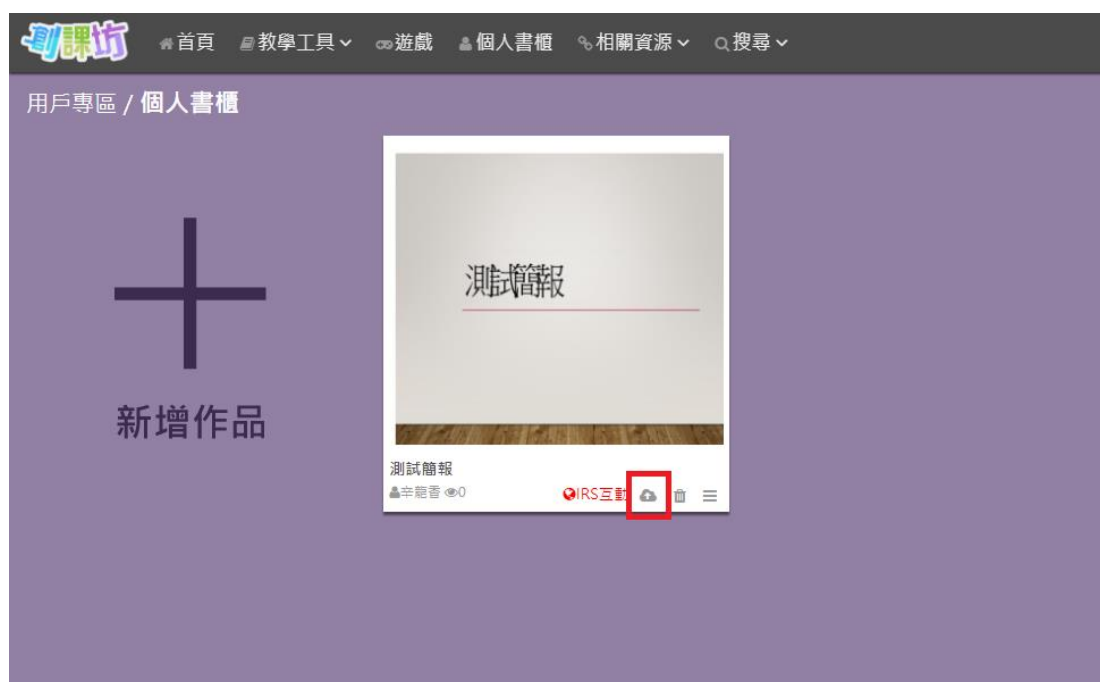 創課坊 首頁 教學工具 遊戲 個人書櫃 相關資源 搜尋
用戶專區 / 個人書櫃
新增作品
測試簡報
測試簡報
辛龍香 0 IRS互動